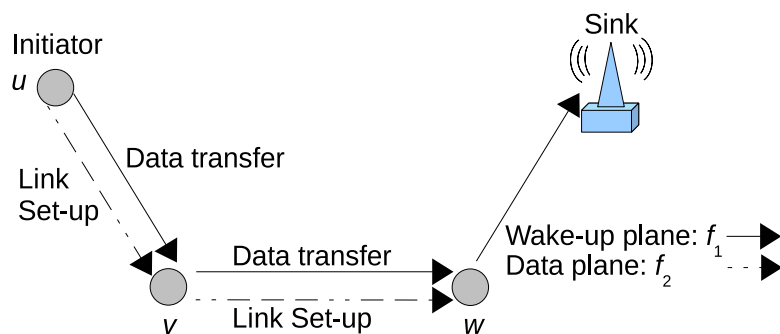 Sink
Initiator
u
Data transfer
Link
Set-up
Wake-up plane: f1
Data transfer
Data plane: f2
Link Set-up
v
w